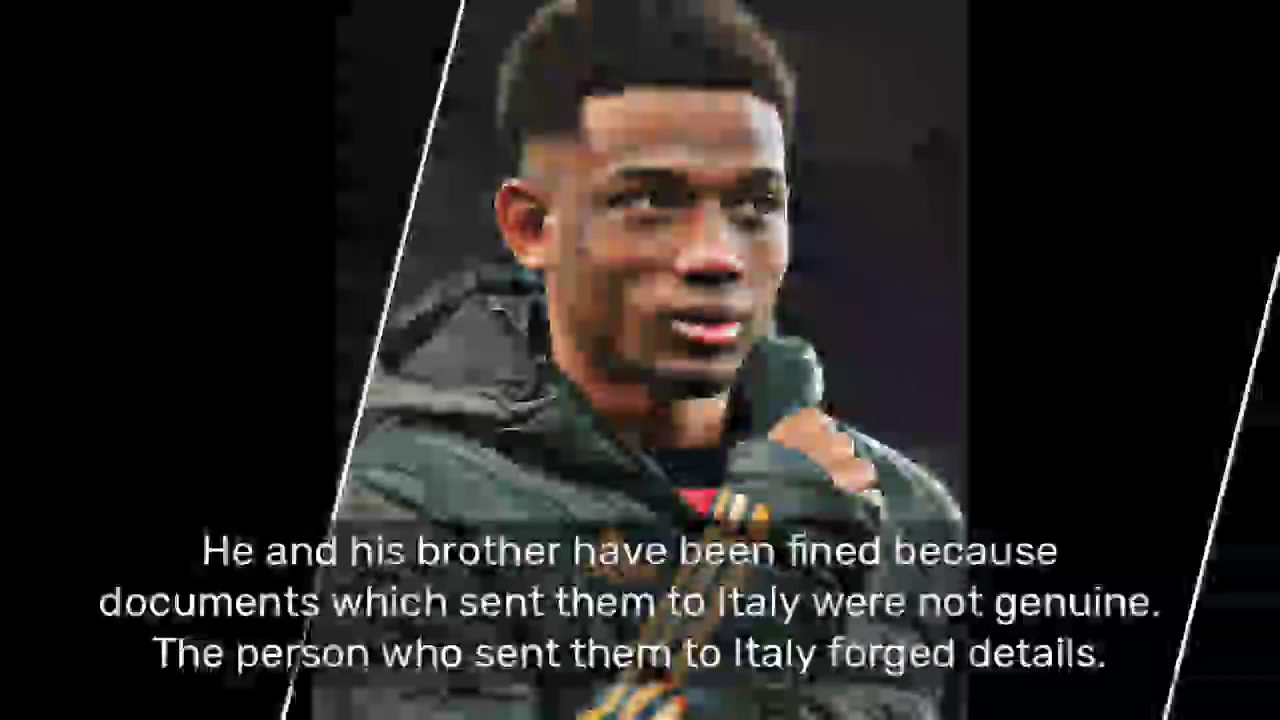 He and his brother have been fined because
documents which sent them to Italy were not genuine.
The person who sent them to Italy forged details.